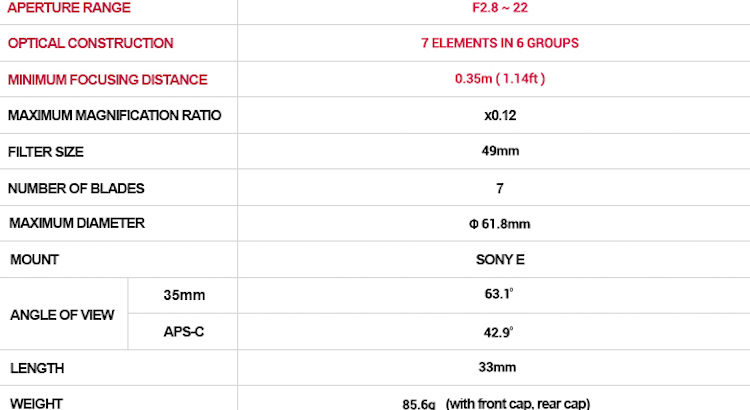 APERTURE RANGE F2.8 ~ 22
OPTICAL CONSTRUCTION 7 ELEMENTS IN 6 GROUPS
MINIMUM FOCUSING DISTANCE 0.35m ( 1.14ft )
MAXIMUM MAGNIFICATION RATIO x0.12
FILTER SIZE 49mm
NUMBER OF BLADES 7
MAXIMUM DIAMETER Φ 61.8mm
MOUNT SONY E
ANGLE OF VIEW 35mm 63.1°
APS-C 42.9°
LENGTH 33mm
WEIGHT 85.6g (with front cap, rear cap)